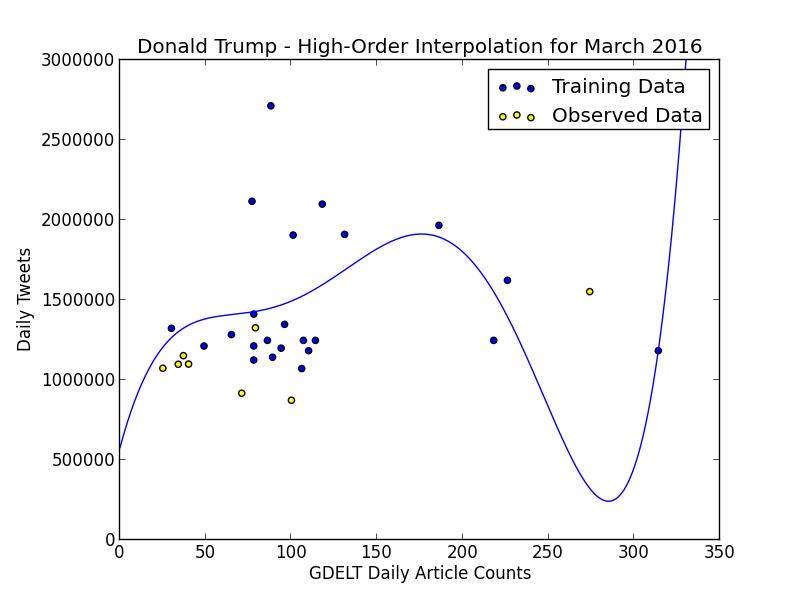 Donald Trump - High-Order Interpolation for March 2016
3000000
2500000
2000000
1500000
1000000
500000
0
Daily Tweets
Training Data
Observed Data
0 50 100 150 200 250 300 350
GDELT Daily Article Counts